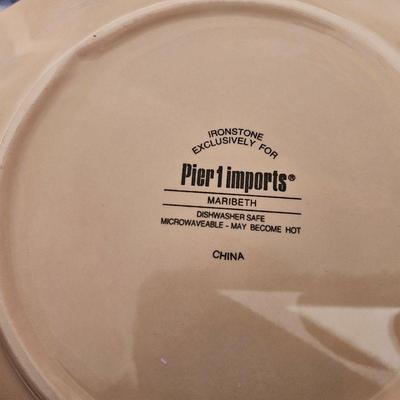 IRONSTONE
EXCLUSIVELY FOR
Pier 1 imports®
MARIBETH
DISHWASHER SAFE
MICROWAVEABLE - MAY BECOME HOT
CHINA